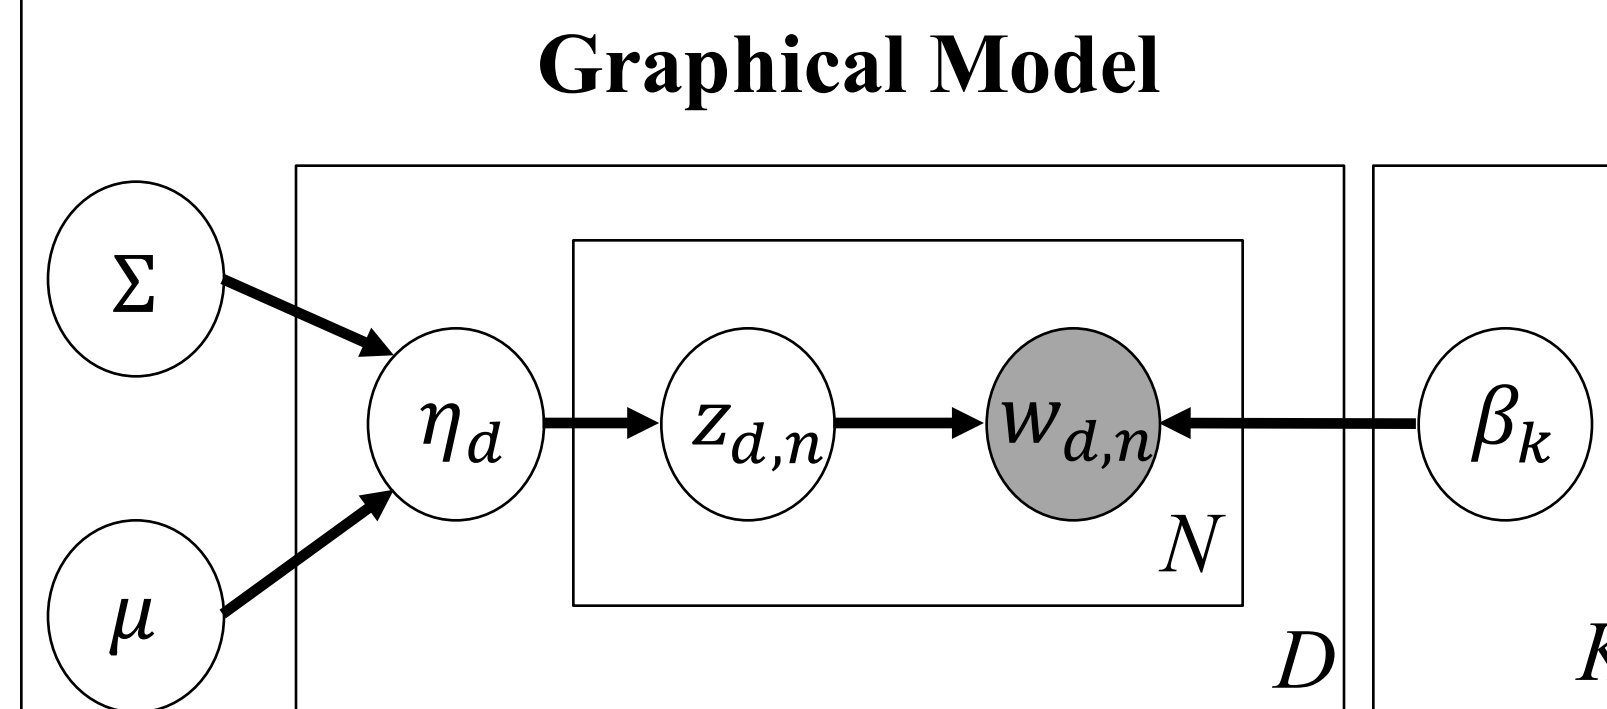 Graphical Model
Σ
η_d
z_{d,n}
w_{d,n}
β_k
N
μ
D
K